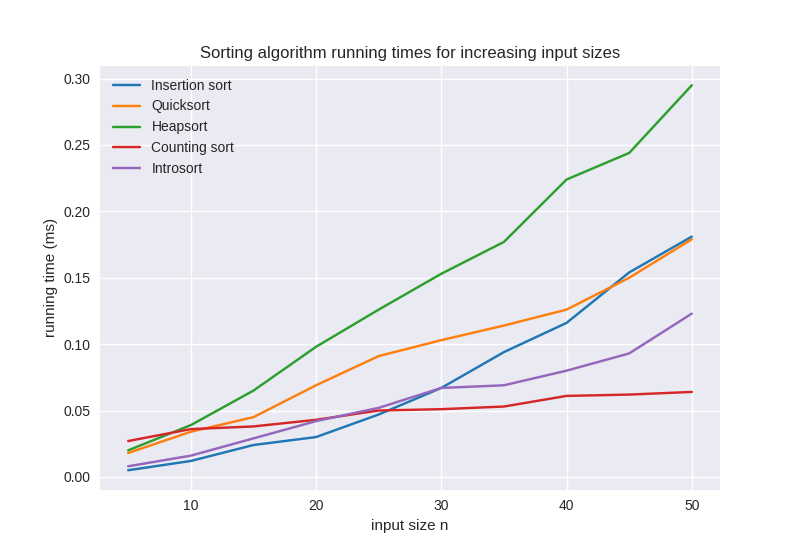 Sorting algorithm running times for increasing input sizes
Insertion sort
Quicksort
Heapsort
Counting sort
Introsort
0.30
0.25
0.20
0.15
0.10
0.05
0.00
running time (ms)
10 20 30 40 50
input size n